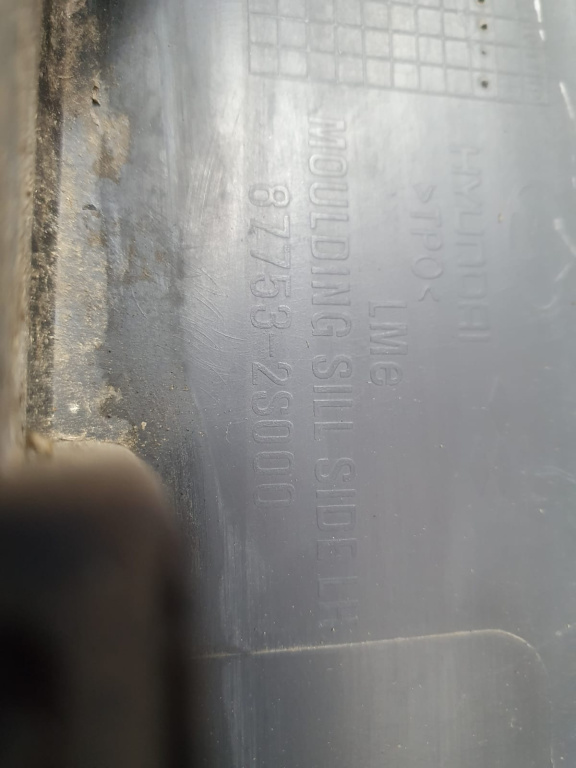 HYUNDAI
>TPO<
LMe
MOULDING SILL SIDE LH
87753-2S000